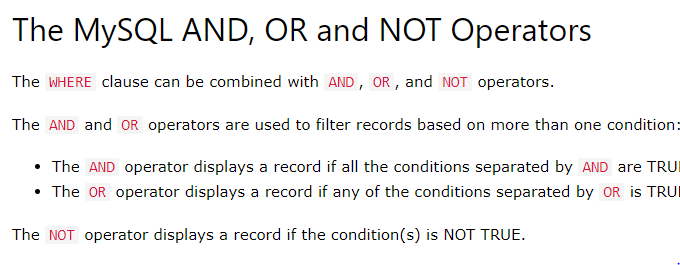 The MySQL AND, OR and NOT Operators
The WHERE clause can be combined with AND, OR, and NOT operators.
The AND and OR operators are used to filter records based on more than one condition:
The AND operator displays a record if all the conditions separated by AND are TRU
The OR operator displays a record if any of the conditions separated by OR is TRU
The NOT operator displays a record if the condition(s) is NOT TRUE.